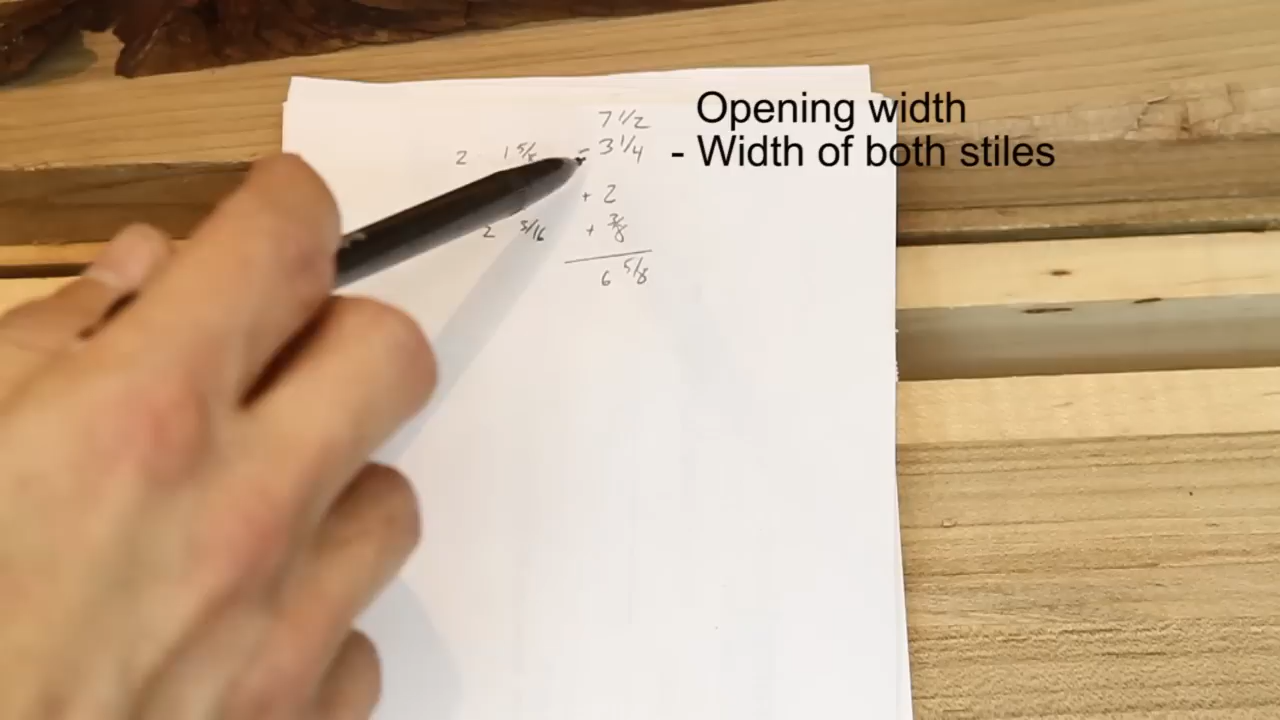 7 1/2 Opening width
2 1 5/8 - 3 1/4 - Width of both stiles
+ 2
2 3/16 + 3/8
6 5/8